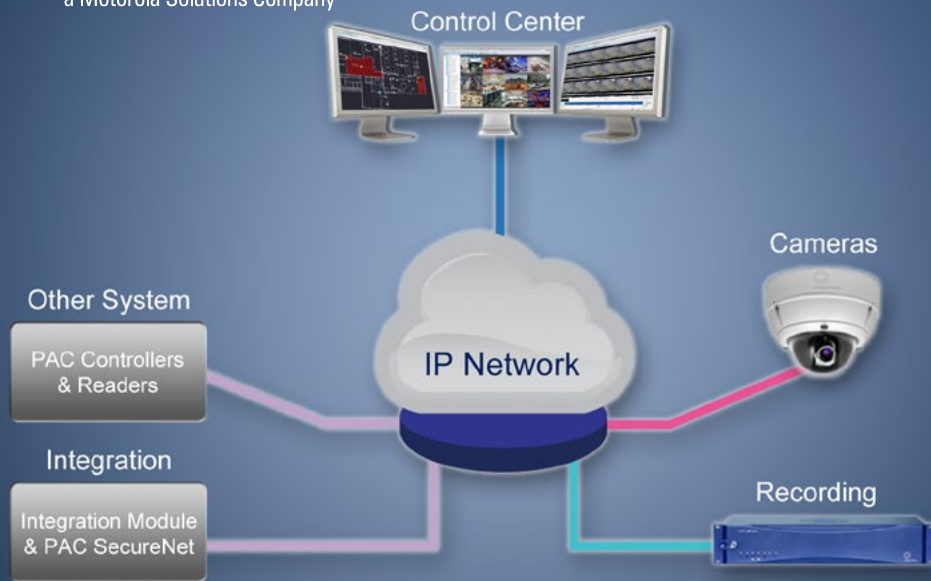 a Motorola Solutions Company
Control Center
Cameras
Other System
PAC Controllers
& Readers
IP Network
Integration
Integration Module
& PAC SecureNet
Recording